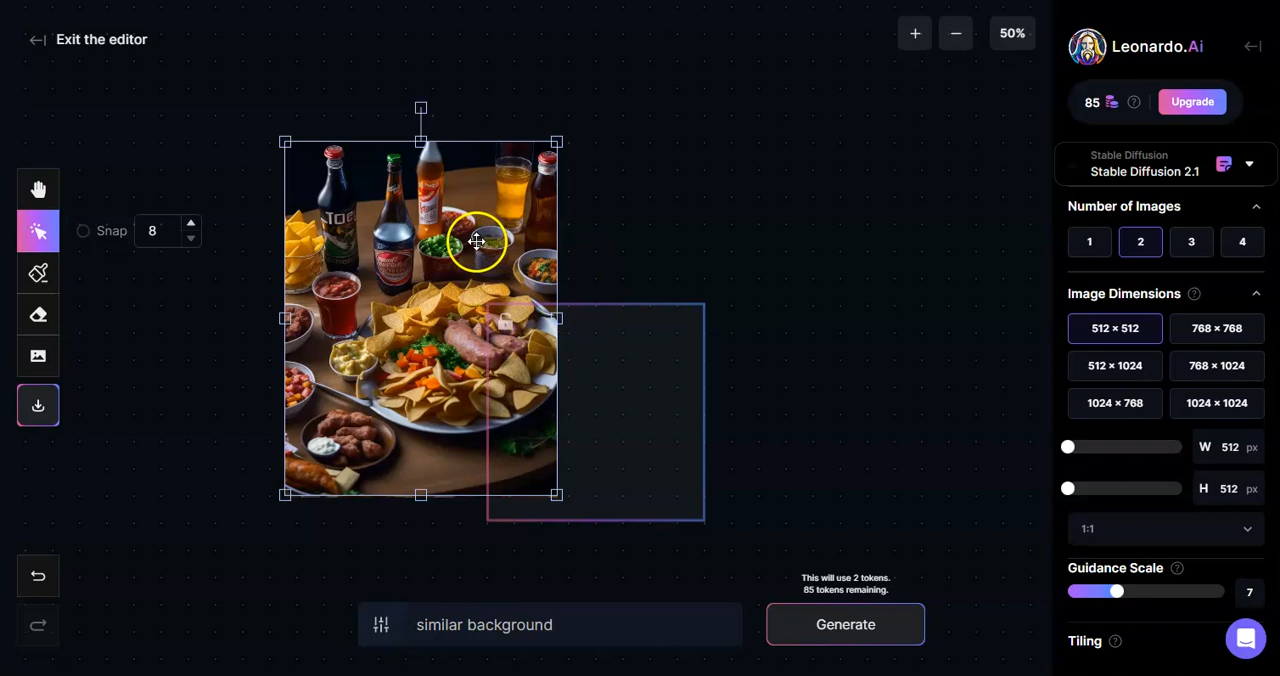 Exit the editor
50%
Leonardo.Ai
85
Upgrade
Stable Diffusion
Stable Diffusion 2.1
Number of Images
1 2 3 4
Snap 8
Image Dimensions
512 × 512 768 × 768
512 × 1024 768 × 1024
1024 × 768 1024 × 1024
W 512 px
H 512 px
1:1
Guidance Scale
7
This will use 2 tokens.
85 tokens remaining.
similar background
Generate
Tiling